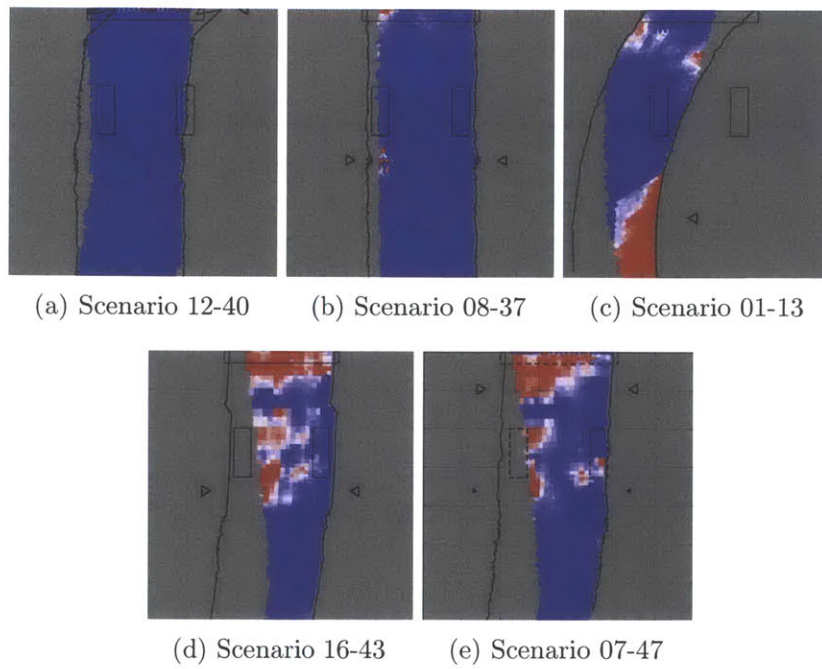 (a) Scenario 12-40
(b) Scenario 08-37
(c) Scenario 01-13
(d) Scenario 16-43
(e) Scenario 07-47